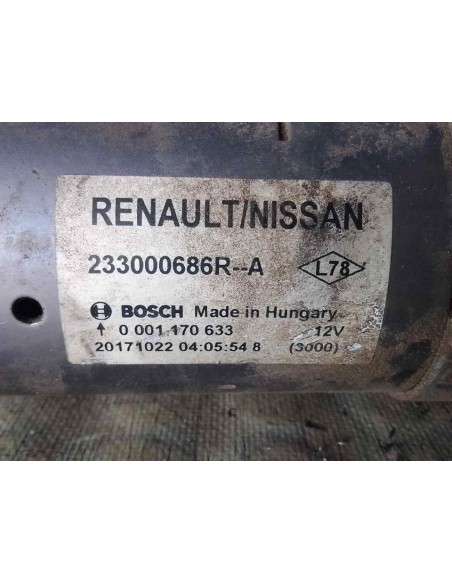 RENAULT/NISSAN
233000686R--A L78
BOSCH Made in Hungary
↑ 0 001 170 633 12V
20171022 04:05:54 8 (3000)